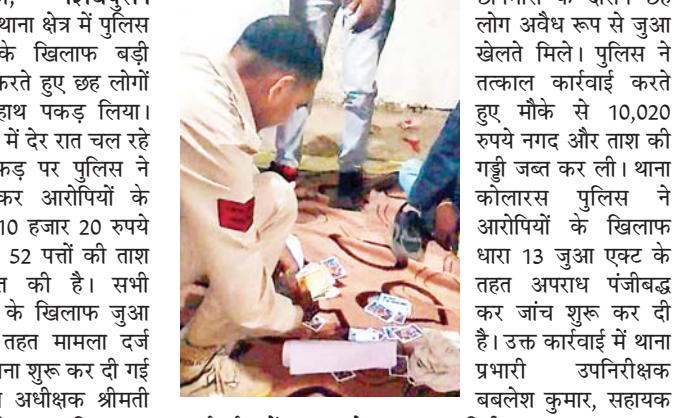 थाना क्षेत्र में पुलिस
के खिलाफ बड़ी
करते हुए छह लोगों
हाथ पकड़ लिया।
में देर रात चल रहे
पर पुलिस ने
कर आरोपियों के
10 हजार 20 रुपये
52 पत्तों की ताश
की है। सभी
के खिलाफ जुआ
तहत मामला दर्ज
शुरू कर दी गई
अधीक्षक श्रीमती
लोग अवैध रूप से जुआ
खेलते मिले। पुलिस ने
तत्काल कार्रवाई करते
हुए मौके से 10,020
रुपये नगद और ताश की
गड्डी जब्त कर ली। थाना
कोलारस पुलिस ने
आरोपियों के खिलाफ
धारा 13 जुआ एक्ट के
तहत अपराध पंजीबद्ध
कर जांच शुरू कर दी
है। उक्त कार्रवाई में थाना
प्रभारी उपनिरीक्षक
बबलेश कुमार, सहायक